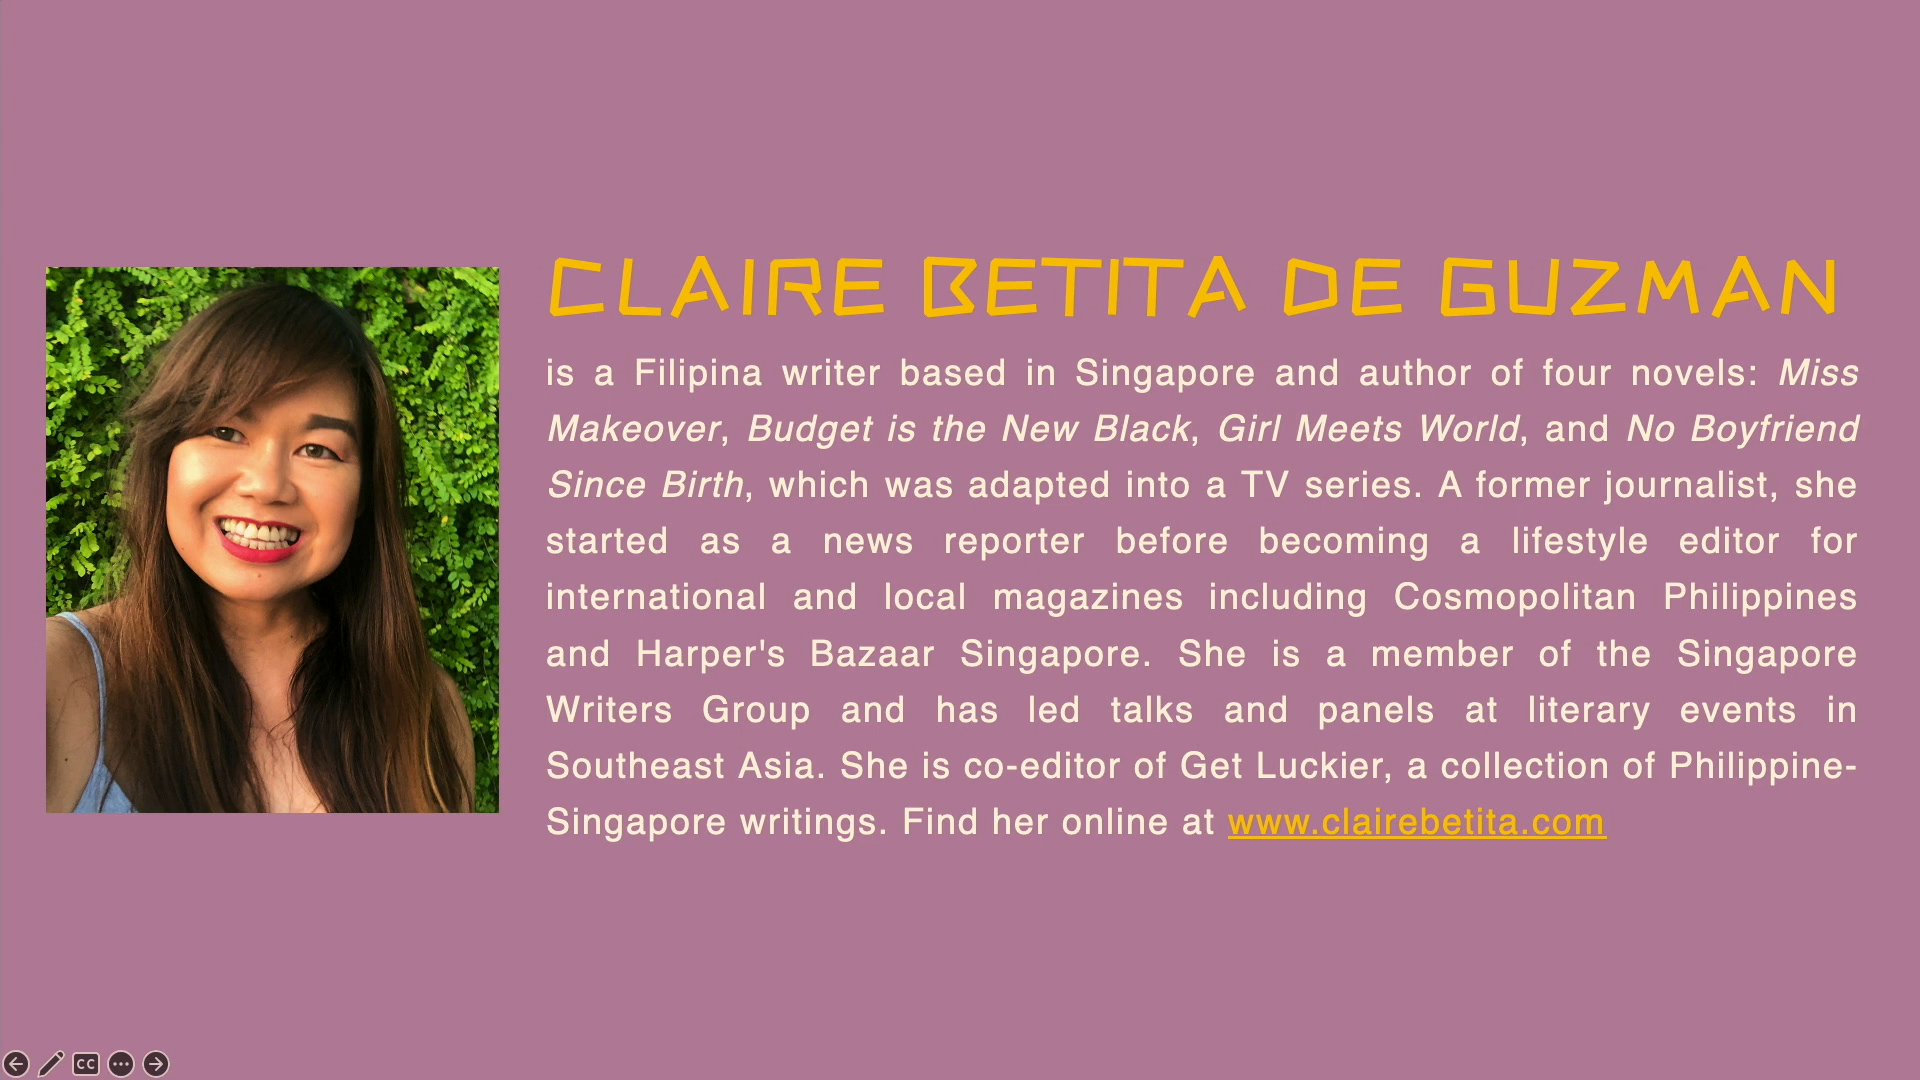 CLAIRE BETITA DE GUZMAN
is a Filipina writer based in Singapore and author of four novels: Miss
Makeover, Budget is the New Black, Girl Meets World, and No Boyfriend
Since Birth, which was adapted into a TV series. A former journalist, she
started as a news reporter before becoming a lifestyle editor for
international and local magazines including Cosmopolitan Philippines
and Harper's Bazaar Singapore. She is a member of the Singapore
Writers Group and has led talks and panels at literary events in
Southeast Asia. She is co-editor of Get Luckier, a collection of Philippine-
Singapore writings. Find her online at www.clairebetita.com
CC